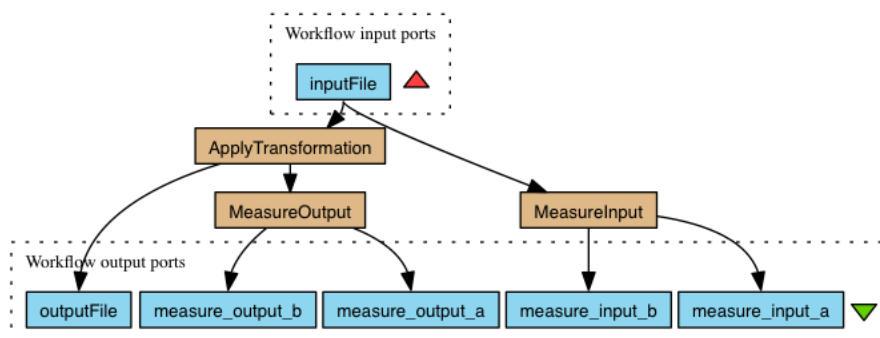 Workflow input ports
inputFile
ApplyTransformation
MeasureOutput
MeasureInput
Workflow output ports
outputFile
measure_output_b
measure_output_a
measure_input_b
measure_input_a